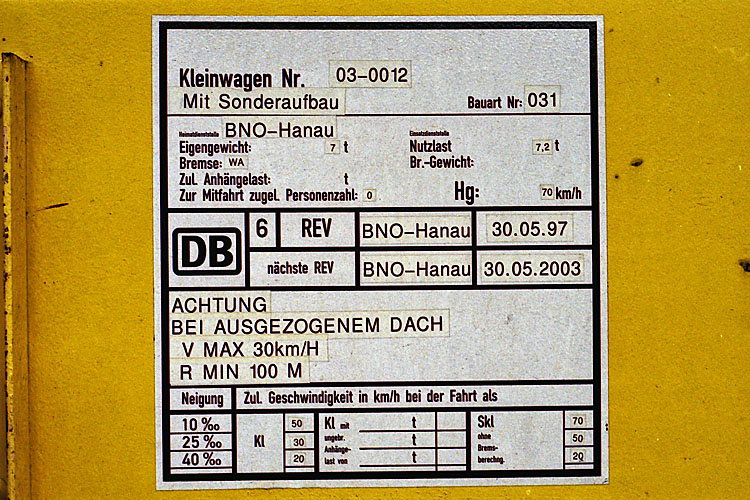 Kleinwagen Nr. 03-0012
Mit Sonderaufbau Bauart Nr: 031
Heimatdienststelle BNO-Hanau Einsatzdienststelle
Eigengewicht: 7 t Nutzlast 7,2 t
Bremse: WA Br.-Gewicht:
Zul. Anhängelast: t
Zur Mitfahrt zugel. Personenzahl: 0 Hg: 70 km/h
DB 6 REV BNO-Hanau 30.05.97
nächste REV BNO-Hanau 30.05.2003
ACHTUNG
BEI AUSGEZOGENEM DACH
V MAX 30km/H
R MIN 100 M
Neigung Zul. Geschwindigkeit in km/h bei der Fahrt als
10 ‰ 50 Kl mit t Skl 70
25 ‰ Kl 30 ungebr. Anhänge- t ohne Brems- 50
40 ‰ 20 last von t berechng. 20